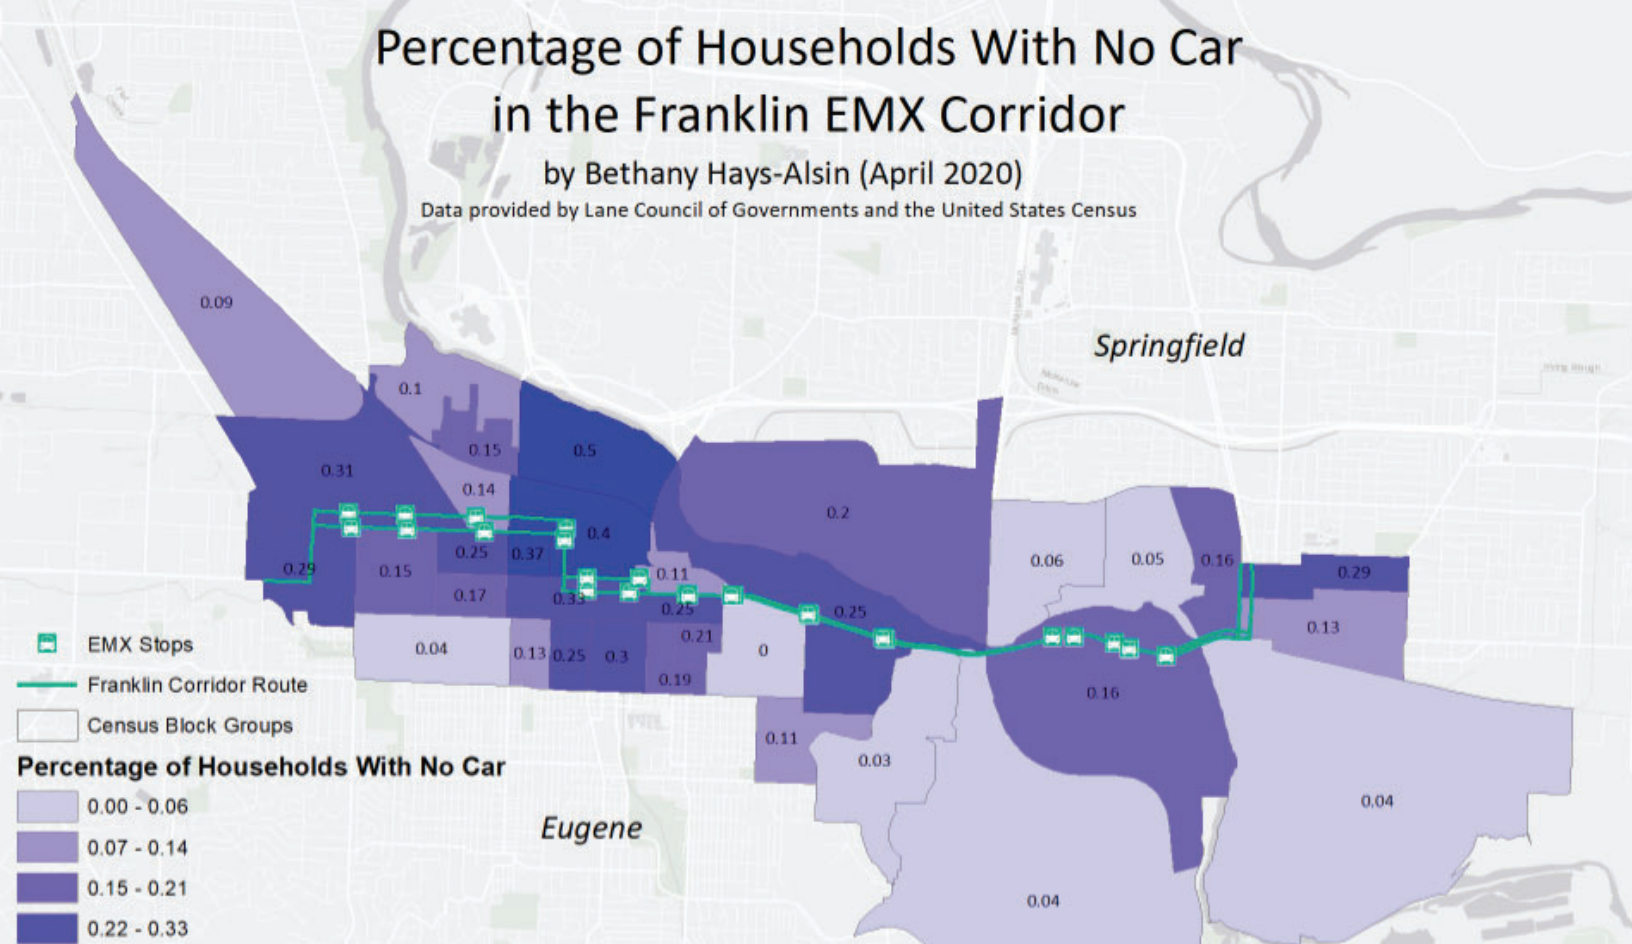 Percentage of Households With No Car
in the Franklin EMX Corridor
by Bethany Hays-Alsin (April 2020)
Data provided by Lane Council of Governments and the United States Census
0.09
Springfield
0.1
0.15
0.5
0.31
0.14
0.2
0.4
0.25
0.37
0.06
0.05
0.16
0.29
0.15
0.11
0.29
0.17
0.33
0.25
0.25
0.13
0.21
0.04
0.13
0.25
0.3
0
0.19
0.16
0.11
0.03
0.04
0.04
Eugene
EMX Stops
Franklin Corridor Route
Census Block Groups
Percentage of Households With No Car
0.00 - 0.06
0.07 - 0.14
0.15 - 0.21
0.22 - 0.33